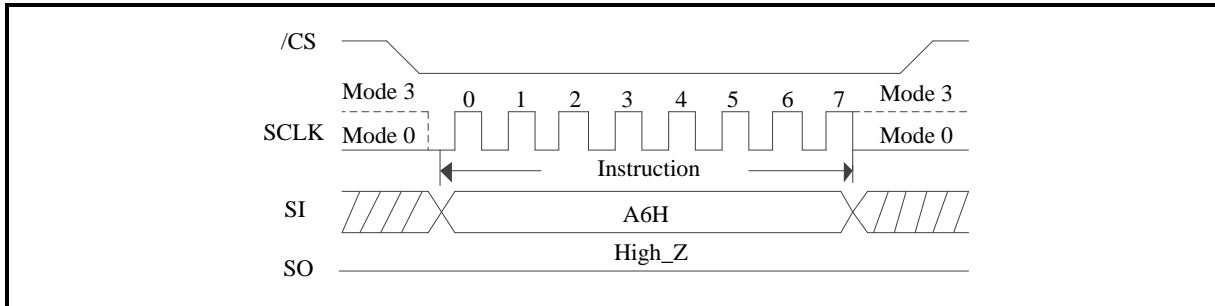 /CS
Mode 3 0 1 2 3 4 5 6 7 Mode 3
SCLK Mode 0 Mode 0
Instruction
SI A6H
High_Z
SO